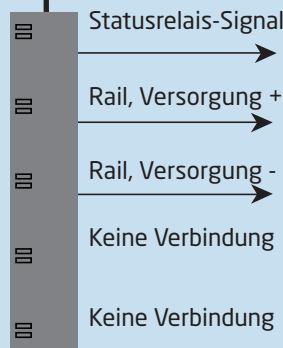 Statusrelais-Signal
Rail, Versorgung +
Rail, Versorgung -
Keine Verbindung
Keine Verbindung